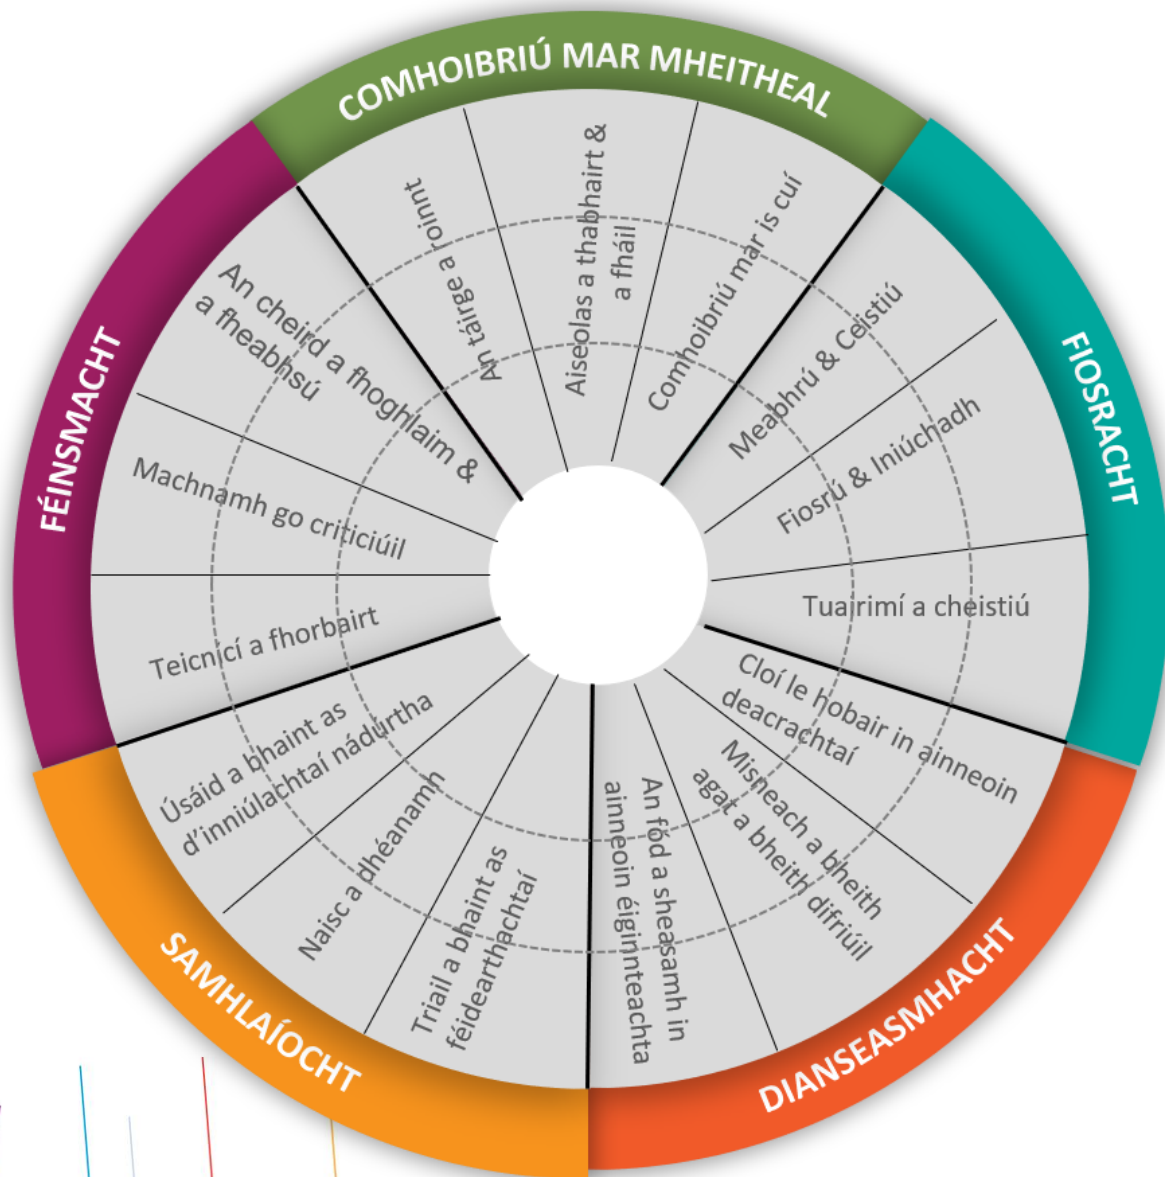 COMHOIBRIÚ MAR MHEITHEAL
An táirge a roinnt
Aiseolas a thabhairt &
a fháil
Comhoibriú mar is cuí
FIOSRACHT
Meabhrú & Ceistiú
Fiosrú & Iniúchadh
Tuairimí a cheistiú
DIANSEASMHACHT
Cloí le hobair in ainneoin
deacrachtaí
Misneach a bheith
agat a bheith difriúil
An fód a sheasamh in
ainneoin éiginnteachta
SAMHLAÍOCHT
Triail a bhaint as
féidearthachtaí
Naisc a dhéanamh
Úsáid a bhaint as
d'inniúlachtaí nádúrtha
FÉINSMACHT
Teicnící a fhorbairt
Machnamh go criticiúil
An cheird a fhoghlaim &
a fheabhsú